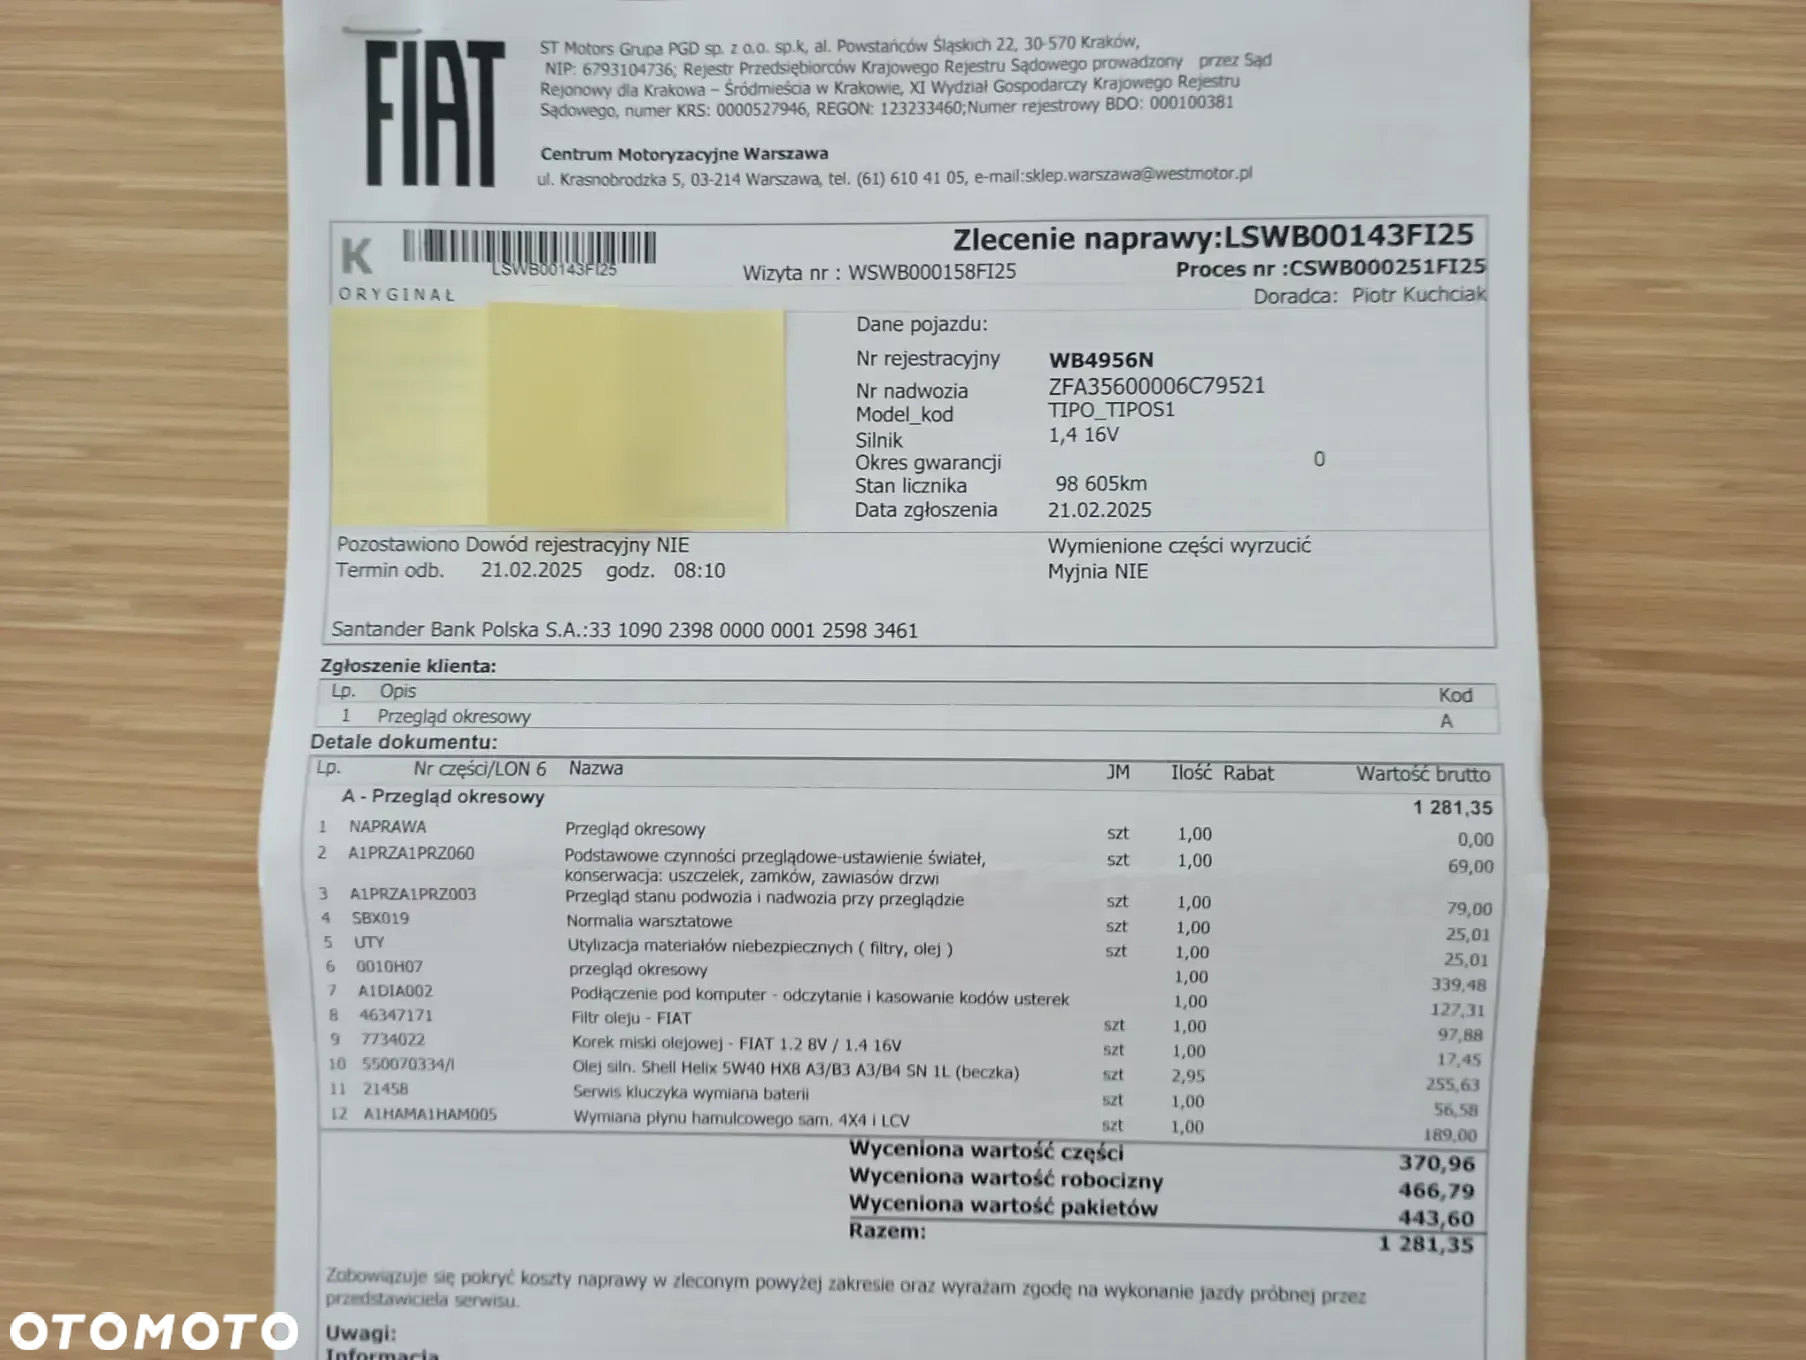 FIAT
ST Motors Grupa PGD sp. z o.o. sp.k, al. Powstańców Śląskich 22, 30-570 Kraków,
NIP: 6793104736; Rejestr Przedsiębiorców Krajowego Rejestru Sądowego prowadzony przez Sąd
Rejonowy dla Krakowa – Śródmieścia w Krakowie, XI Wydział Gospodarczy Krajowego Rejestru
Sądowego, numer KRS: 0000527946, REGON: 123233460;Numer rejestrowy BDO: 000100381
Centrum Motoryzacyjne Warszawa
ul. Krasnobrodzka 5, 03-214 Warszawa, tel. (61) 610 41 05, e-mail:sklep.warszawa@westmotor.pl
K
ORYGINAŁ
LSWB00143FI25
Zlecenie naprawy:LSWB00143FI25
Wizyta nr : WSWB000158FI25
Proces nr :CSWB000251FI25
Doradca: Piotr Kuchciak
Dane pojazdu:
Nr rejestracyjny WB4956N
Nr nadwozia ZFA35600006C79521
Model_kod TIPO_TIPOS1
Silnik 1,4 16V
Okres gwarancji 0
Stan licznika 98 605km
Data zgłoszenia 21.02.2025
Pozostawiono Dowód rejestracyjny NIE Wymienione części wyrzucić
Termin odb. 21.02.2025 godz. 08:10 Myjnia NIE
Santander Bank Polska S.A.:33 1090 2398 0000 0001 2598 3461
Zgłoszenie klienta:
Lp. Opis Kod
1 Przegląd okresowy A
Detale dokumentu:
Lp. Nr części/LON 6 Nazwa JM Ilość Rabat Wartość brutto
A - Przegląd okresowy 1 281,35
1 NAPRAWA Przegląd okresowy szt 1,00 0,00
2 A1PRZA1PRZ060 Podstawowe czynności przeglądowe-ustawienie świateł, szt 1,00 69,00
konserwacja: uszczelek, zamków, zawiasów drzwi
3 A1PRZA1PRZ003 Przegląd stanu podwozia i nadwozia przy przeglądzie szt 1,00 79,00
4 SBX019 Normalia warsztatowe szt 1,00 25,01
5 UTY Utylizacja materiałów niebezpiecznych ( filtry, olej ) szt 1,00 25,01
6 0010H07 przegląd okresowy 1,00 339,48
7 A1DIA002 Podłączenie pod komputer - odczytanie i kasowanie kodów usterek 1,00 127,31
8 46347171 Filtr oleju - FIAT szt 1,00 97,88
9 7734022 Korek miski olejowej - FIAT 1.2 8V / 1.4 16V szt 1,00 17,45
10 550070334/I Olej siln. Shell Helix 5W40 HX8 A3/B3 A3/B4 SN 1L (beczka) szt 2,95 255,63
11 21458 Serwis kluczyka wymiana baterii szt 1,00 56,58
12 A1HAMA1HAM005 Wymiana płynu hamulcowego sam. 4X4 i LCV szt 1,00 189,00
Wyceniona wartość części 370,96
Wyceniona wartość robocizny 466,79
Wyceniona wartość pakietów 443,60
Razem: 1 281,35
Zobowiązuje się pokryć koszty naprawy w zleconym powyżej zakresie oraz wyrażam zgodę na wykonanie jazdy próbnej przez
przedstawiciela serwisu.
Uwagi:
Informacja
OTOMOTO